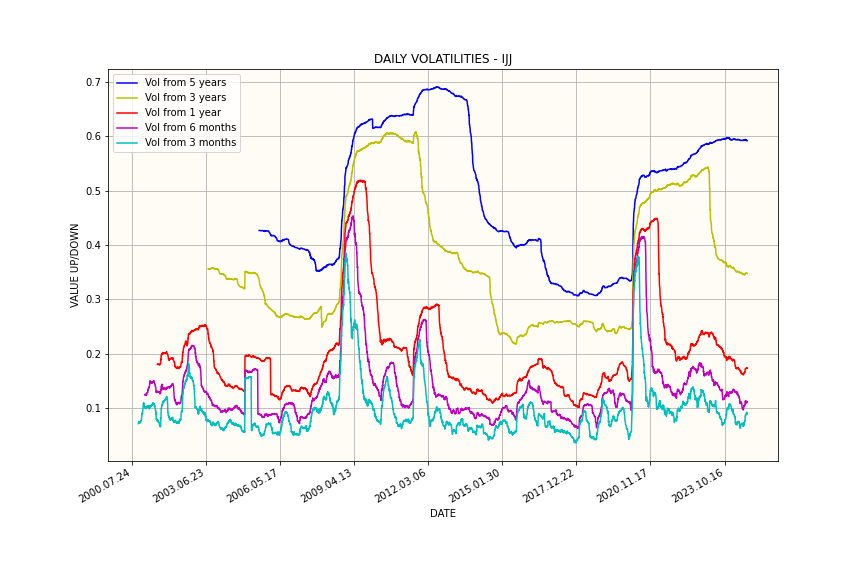 DAILY VOLATILITIES - IJJ
Vol from 5 years
Vol from 3 years
Vol from 1 year
Vol from 6 months
Vol from 3 months
VALUE UP/DOWN
0.7
0.6
0.5
0.4
0.3
0.2
0.1
2000.07.24
2003.06.23
2006.05.17
2009.04.13
2012.03.06
2015.01.30
2017.12.22
2020.11.17
2023.10.16
DATE